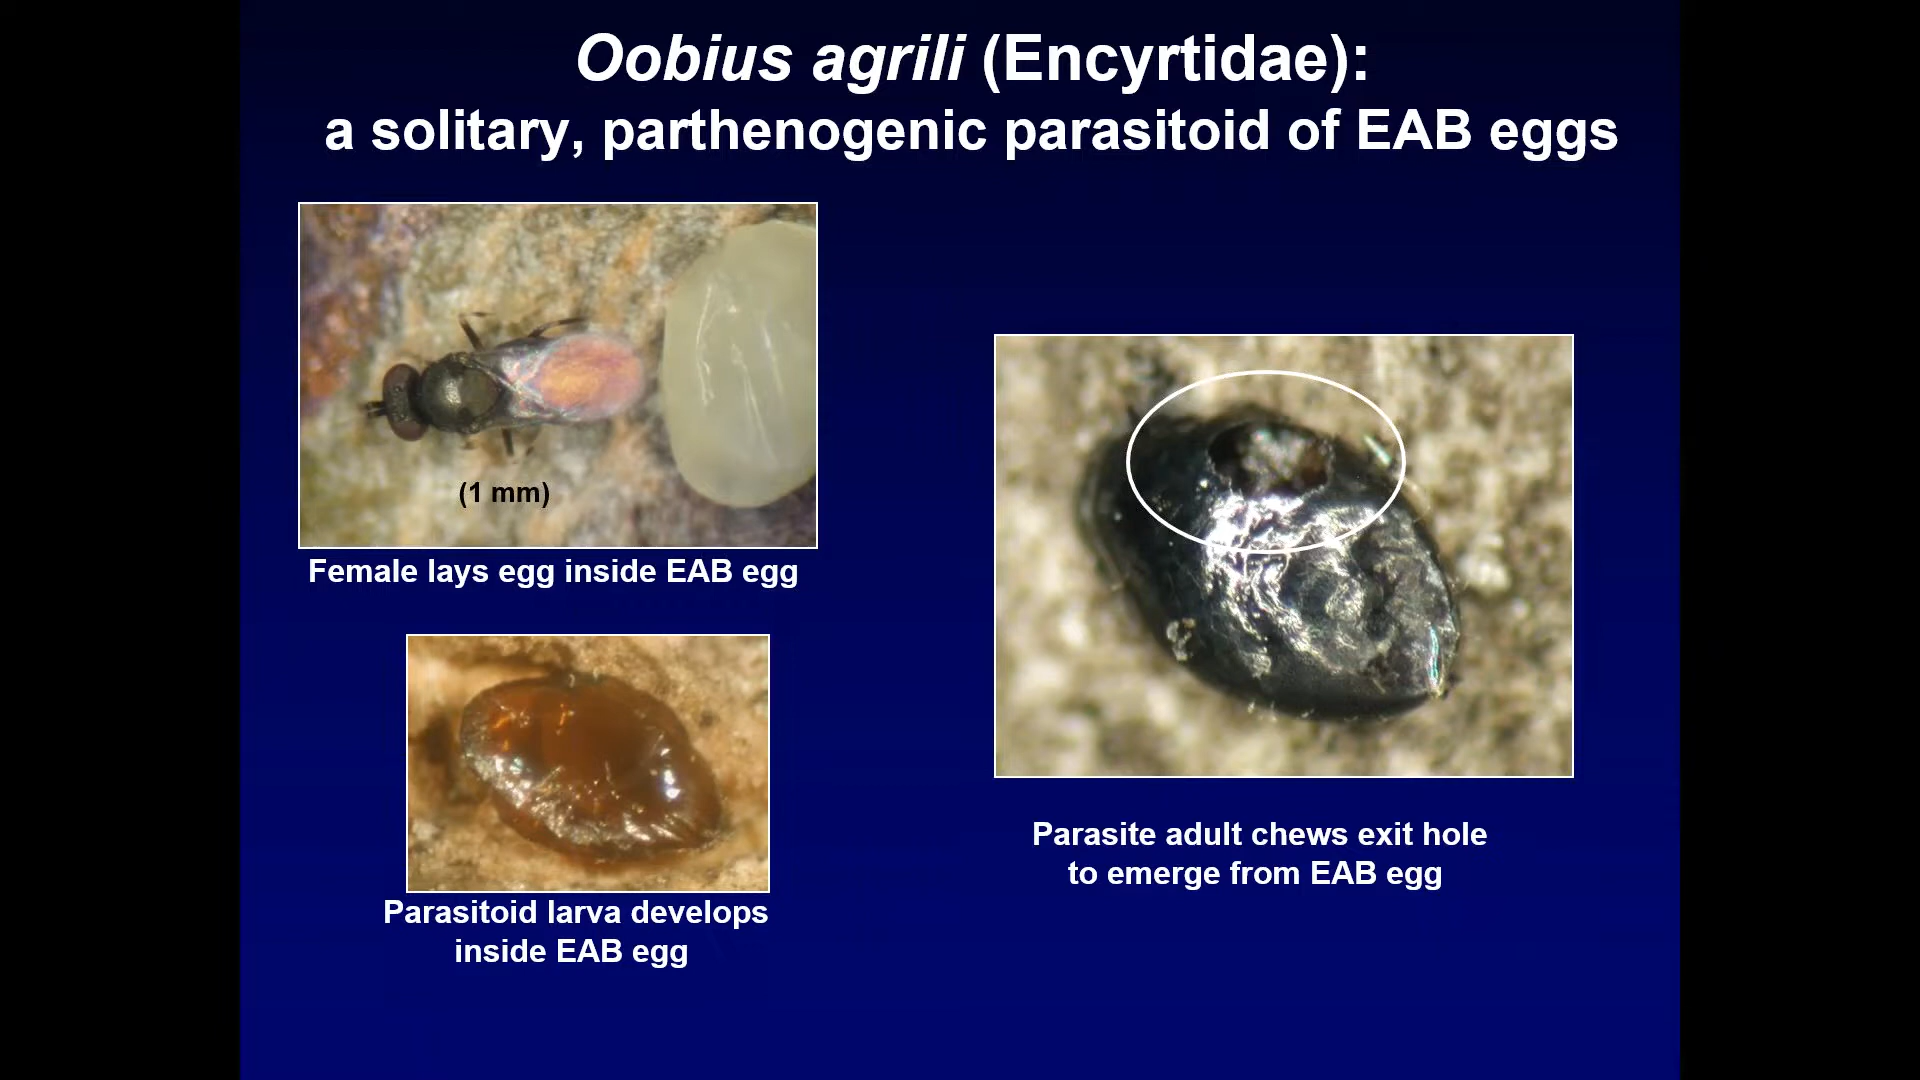 Oobius agrili (Encyrtidae):
a solitary, parthenogenic parasitoid of EAB eggs
(1 mm)
Female lays egg inside EAB egg
Parasitoid larva develops
inside EAB egg
Parasite adult chews exit hole
to emerge from EAB egg